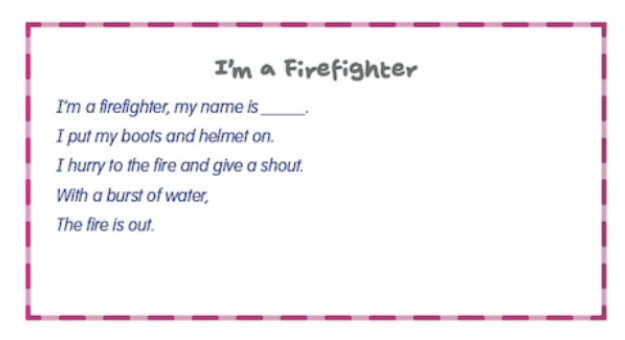 I'm a Firefighter
I'm a firefighter, my name is _____.
I put my boots and helmet on.
I hurry to the fire and give a shout.
With a burst of water,
The fire is out.